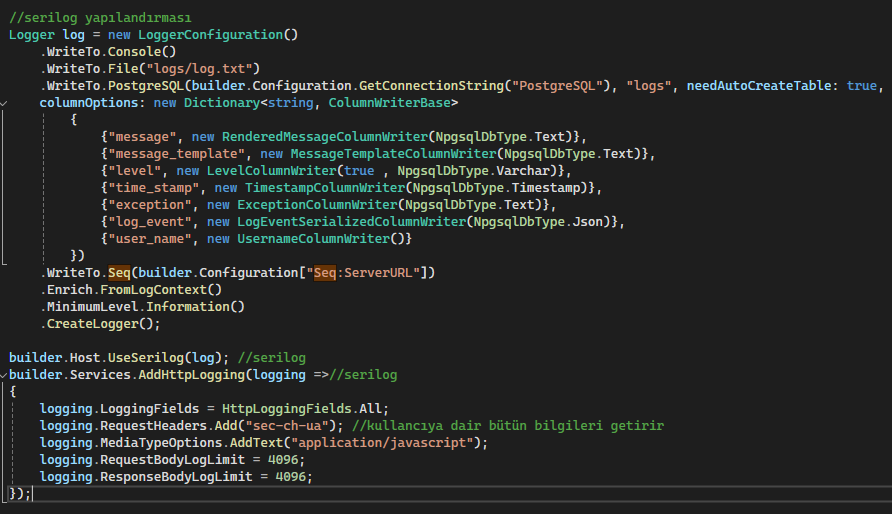 //serilog yapılandırması
Logger log = new LoggerConfiguration()
    .WriteTo.Console()
    .WriteTo.File("logs/log.txt")
    .WriteTo.PostgreSQL(builder.Configuration.GetConnectionString("PostgreSQL"), "logs", needAutoCreateTable: true,
    columnOptions: new Dictionary<string, ColumnWriterBase>
        {
            {"message", new RenderedMessageColumnWriter(NpgsqlDbType.Text)},
            {"message_template", new MessageTemplateColumnWriter(NpgsqlDbType.Text)},
            {"level", new LevelColumnWriter(true , NpgsqlDbType.Varchar)},
            {"time_stamp", new TimestampColumnWriter(NpgsqlDbType.Timestamp)},
            {"exception", new ExceptionColumnWriter(NpgsqlDbType.Text)},
            {"log_event", new LogEventSerializedColumnWriter(NpgsqlDbType.Json)},
            {"user_name", new UsernameColumnWriter()}
        })
    .WriteTo.Seq(builder.Configuration["Seq:ServerURL"])
    .Enrich.FromLogContext()
    .MinimumLevel.Information()
    .CreateLogger();

builder.Host.UseSerilog(log); //serilog
builder.Services.AddHttpLogging(logging =>//serilog
{
    logging.LoggingFields = HttpLoggingFields.All;
    logging.RequestHeaders.Add("sec-ch-ua"); //kullancıya dair bütün bilgileri getirir
    logging.MediaTypeOptions.AddText("application/javascript");
    logging.RequestBodyLogLimit = 4096;
    logging.ResponseBodyLogLimit = 4096;
});